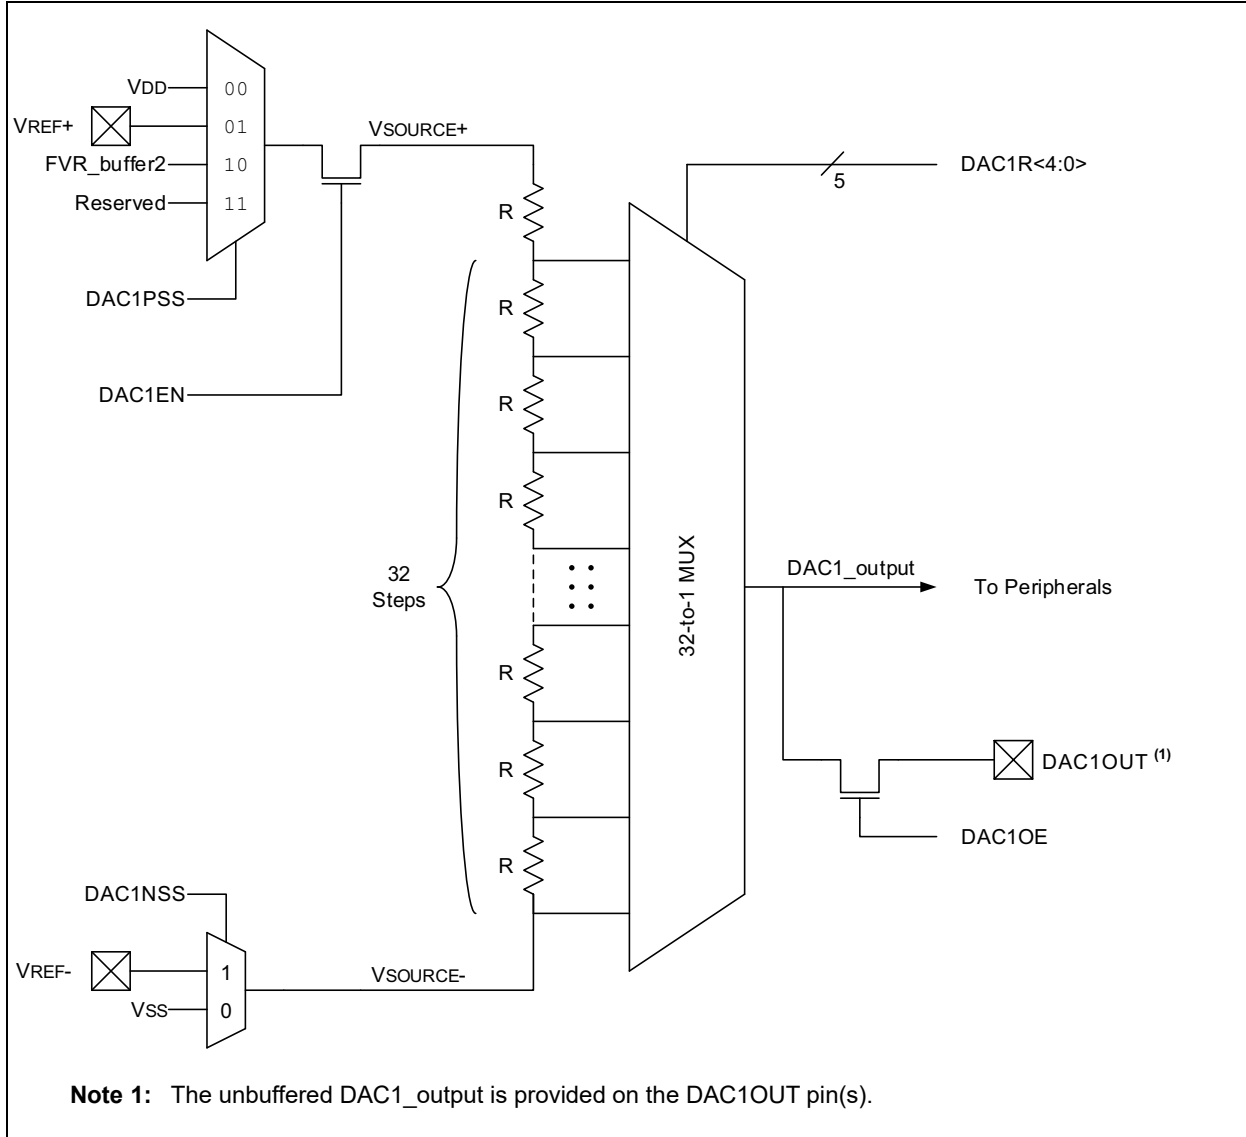 VDD
00
VREF+
01
VSOURCE+
FVR_buffer2
10
DAC1R<4:0>
5
Reserved
11
R
DAC1PSS
R
DAC1EN
R
R
32
Steps
32-to-1 MUX
DAC1_output
To Peripherals
R
R
DAC1OUT (1)
DAC1OE
R
DAC1NSS
VREF-
1
VSOURCE-
VSS
0
Note 1: The unbuffered DAC1_output is provided on the DAC1OUT pin(s).